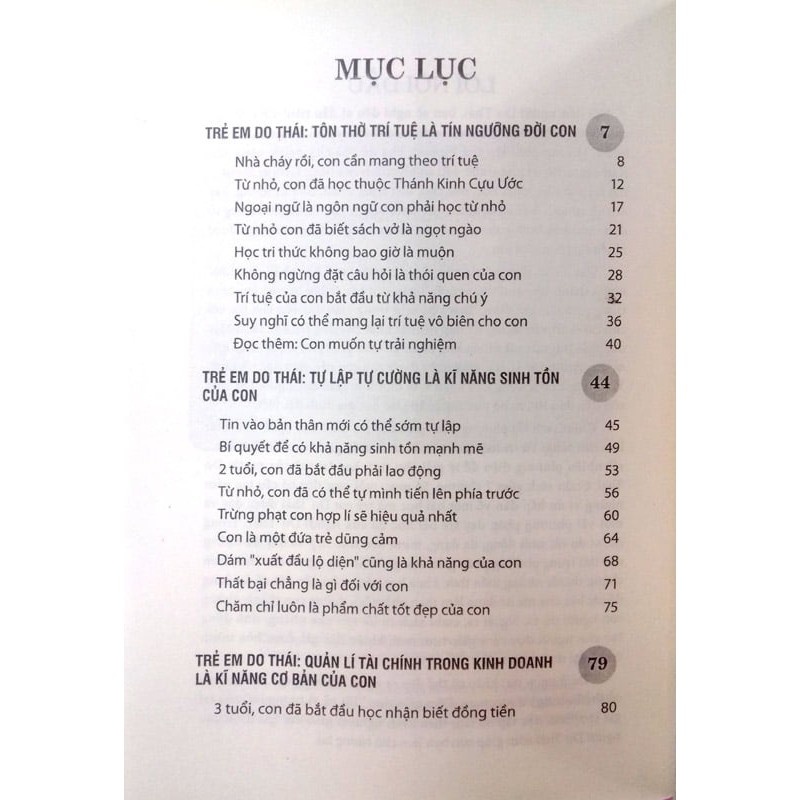 MỤC LỤC
TRẺ EM DO THÁI: TÔN THỜ TRÍ TUỆ LÀ TÍN NGƯỠNG ĐỜI CON 7
Nhà cháy rồi, con cần mang theo trí tuệ 8
Từ nhỏ, con đã học thuộc Thánh Kinh Cựu Ước 12
Ngoại ngữ là ngôn ngữ con phải học từ nhỏ 17
Từ nhỏ con đã biết sách vở là ngọt ngào 21
Học tri thức không bao giờ là muộn 25
Không ngừng đặt câu hỏi là thói quen của con 28
Trí tuệ của con bắt đầu từ khả năng chú ý 32
Suy nghĩ có thể mang lại trí tuệ vô biên cho con 36
Đọc thêm: Con muốn tự trải nghiệm 40
TRẺ EM DO THÁI: TỰ LẬP TỰ CƯỜNG LÀ KĨ NĂNG SINH TỒN 44
CỦA CON
Tin vào bản thân mới có thể sớm tự lập 45
Bí quyết để có khả năng sinh tồn mạnh mẽ 49
2 tuổi, con đã bắt đầu phải lao động 53
Từ nhỏ, con đã có thể tự mình tiến lên phía trước 56
Trừng phạt con hợp lí sẽ hiệu quả nhất 60
Con là một đứa trẻ dũng cảm 64
Dám "xuất đầu lộ diện" cũng là khả năng của con 68
Thất bại chẳng là gì đối với con 71
Chăm chỉ luôn là phẩm chất tốt đẹp của con 75
TRẺ EM DO THÁI: QUẢN LÍ TÀI CHÍNH TRONG KINH DOANH 79
LÀ KĨ NĂNG CƠ BẢN CỦA CON
3 tuổi, con đã bắt đầu học nhận biết đồng tiền 80